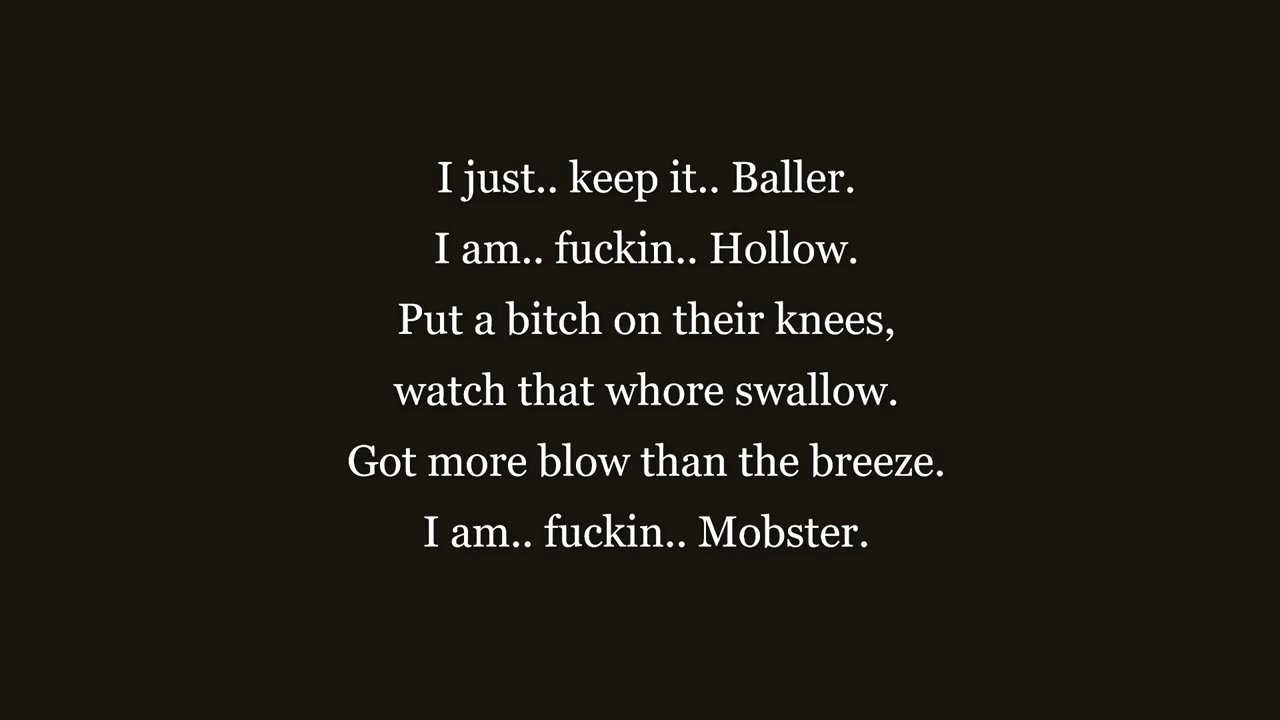 I just.. keep it.. Baller.
I am.. fuckin.. Hollow.
Put a bitch on their knees,
watch that whore swallow.
Got more blow than the breeze.
I am.. fuckin.. Mobster.